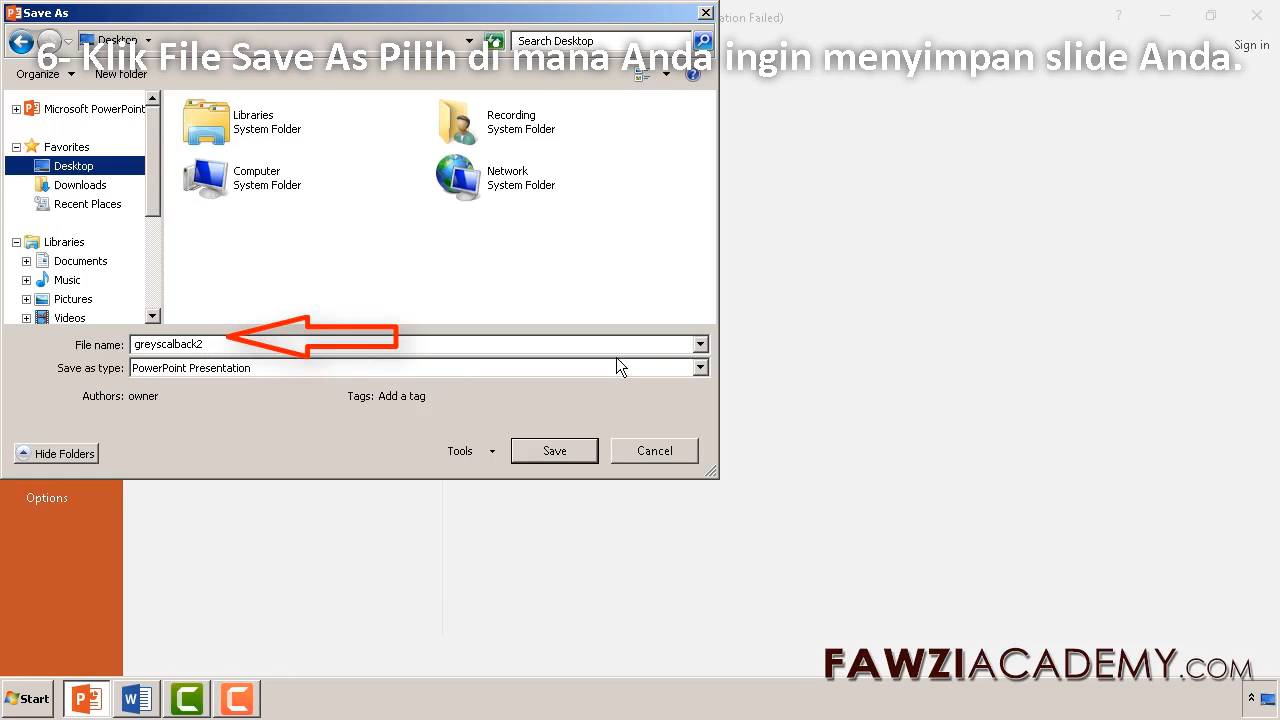 Save As
ation Failed)
Desktop
Search Desktop
Sign in
6- Klik File Save As Pilih di mana Anda ingin menyimpan slide Anda.
Organize
New folder
Microsoft PowerPoint
Favorites
Desktop
Downloads
Recent Places
Libraries
Documents
Music
Pictures
Videos
Libraries
System Folder
Recording
System Folder
Computer
System Folder
Network
System Folder
File name: greyscalback2
Save as type: PowerPoint Presentation
Authors: owner
Tags: Add a tag
Hide Folders
Tools
Save
Cancel
Options
FAWZIACADEMY.COM
Start